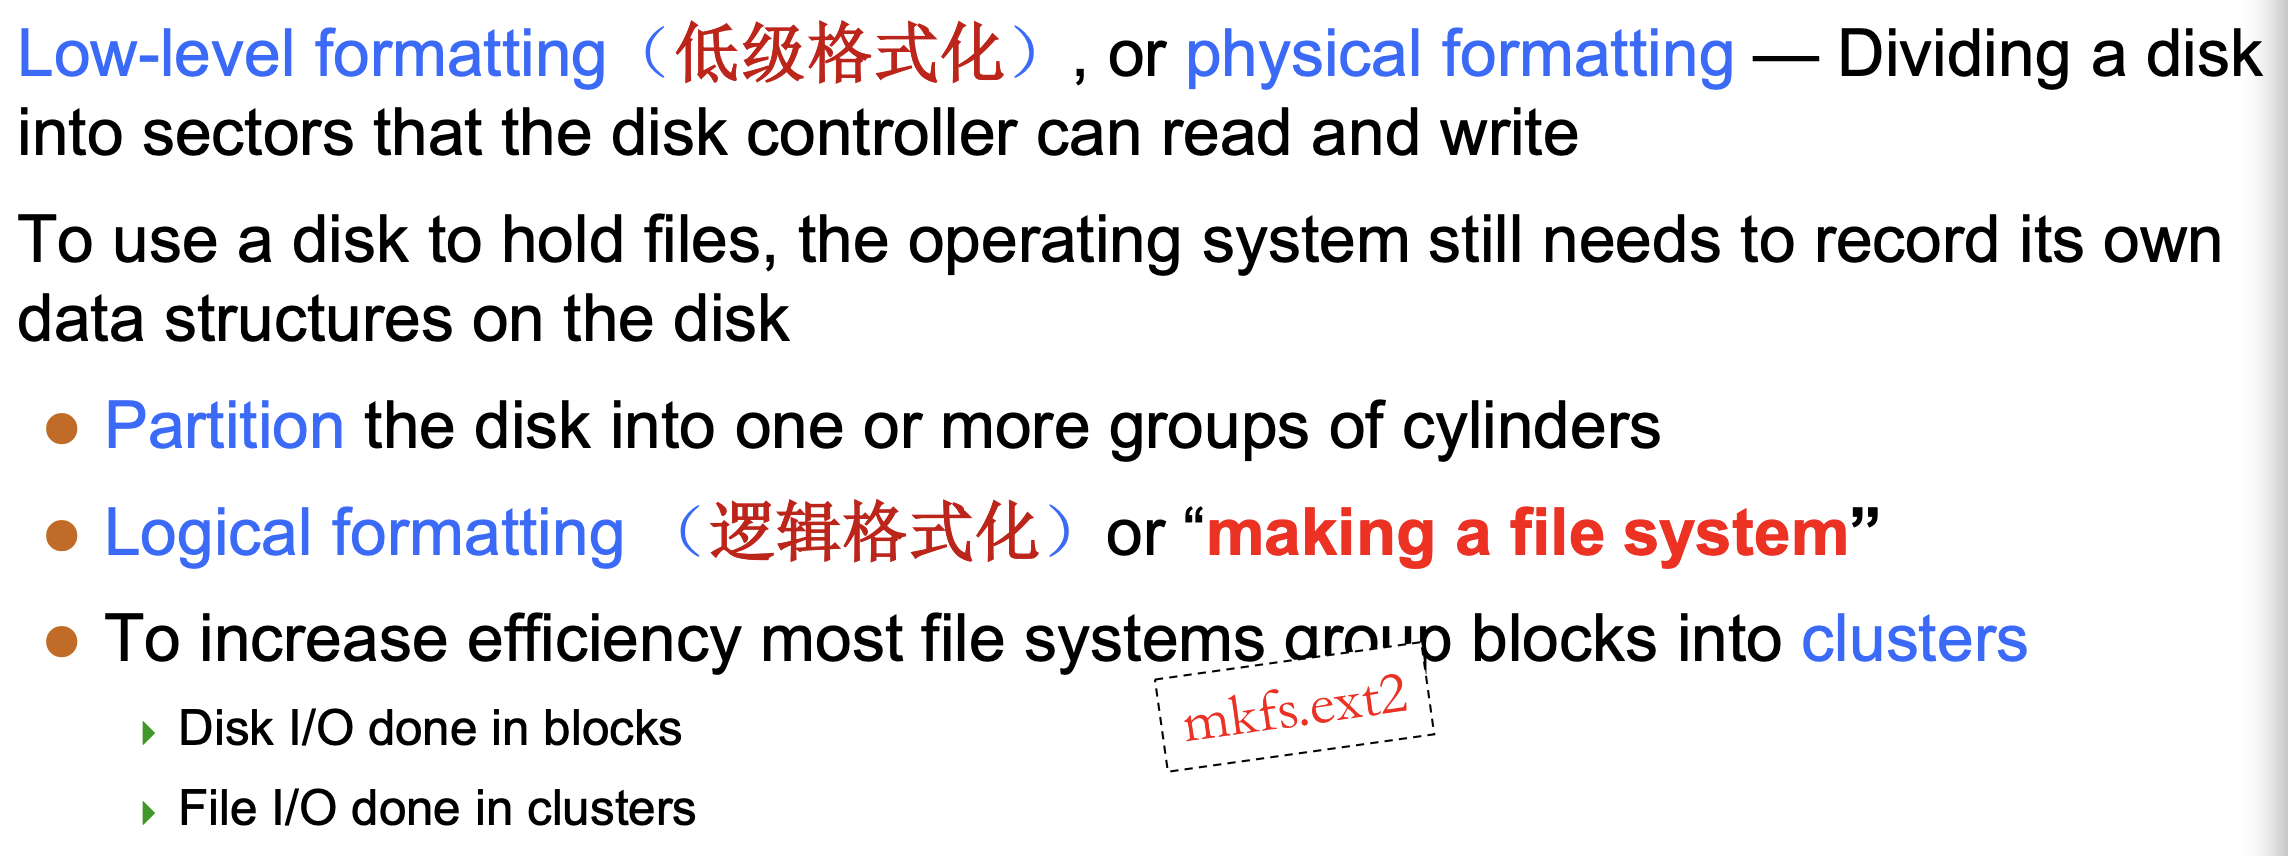 Low-level formatting（低级格式化）, or physical formatting — Dividing a disk
into sectors that the disk controller can read and write
To use a disk to hold files, the operating system still needs to record its own
data structures on the disk
● Partition the disk into one or more groups of cylinders
● Logical formatting （逻辑格式化）or “making a file system”
● To increase efficiency most file systems group blocks into clusters
mkfs.ext2
Disk I/O done in blocks
File I/O done in clusters